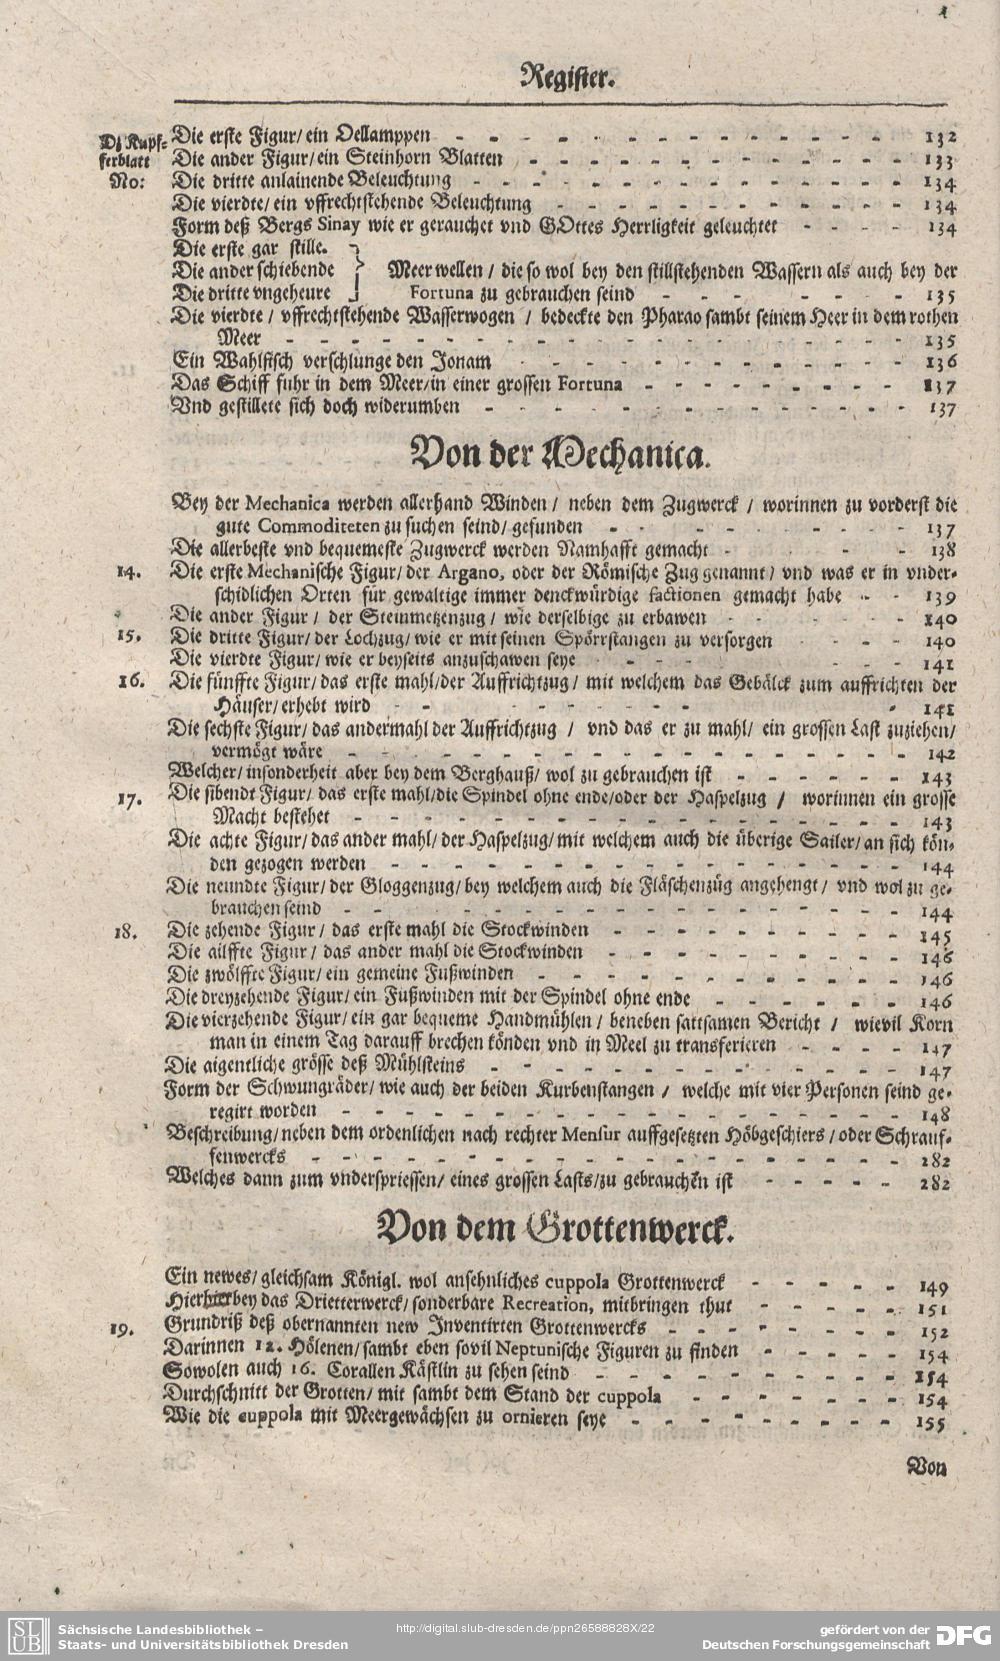 Register.
Dz Kupf-
ferblatt
No:
Die erste Figur/ ein Oellamppen - - - - - - - - - - - - - 132
Die ander Figur/ ein Steinhorn Blatten - - - - - - - - - - - 133
Die dritte anlainende Beleuchtung - - - - - - - - - - - - - 134
Die vierdte/ ein vffrechtstehende Beleuchtung - - - - - - - - - - 134
Form deß Bergs Sinay wie er gerauchet vnd GOttes Herrligkeit geleuchtet - - - - 134
Die erste gar stille.
Die ander schiebende } Meerwellen / die so wol bey den stillstehenden Wassern als auch bey der
Die dritte vngeheure Fortuna zu gebrauchen seind - - - - - - - - 135
Die vierdte / vffrechtstehende Wasserwogen / bedeckte den Pharao sambt seinem Heer in dem rothen
Meer - - - - - - - - - - - - - - - - - 135
Ein Wahlfisch verschlunge den Jonam - - - - - - - - - - - 136
Das Schiff fuhr in dem Meer/ in einer grossen Fortuna - - - - - - - - 137
Vnd gestillete sich doch widerumben - - - - - - - - - - - - 137
Von der Mechanica.
Bey der Mechanica werden allerhand Winden / neben dem Zugwerck / worinnen zu vorderst die
gute Commoditeten zu suchen seind/ gefunden - - - - - - - - - 137
Die allerbeste vnd bequemeste Zugwerck werden Namhafft gemacht - - - - 138
14. Die erste Mechanische Figur/ der Argano, oder der Römische Zug genannt/ vnd was er in vnder-
schidlichen Orten für gewaltige immer denckwürdige factionen gemacht habe - - 139
Die ander Figur / der Steinmetzenzug / wie derselbige zu erbawen - - - - - - 140
15. Die dritte Figur/ der Lochzug/ wie er mit seinen Spörrstangen zu versorgen - - - - 140
Die vierdte Figur/ wie er beyseits anzuschawen seye - - - - - - - 141
16. Die fünffte Figur/ das erste mahl/ der Auffrichtzug / mit welchem das Gebälck zum auffrichten der
Häuser/ erhebt wird - - - - - - - - - 141
Die sechste Figur/ das andermahl der Auffrichtzug / vnd das er zu mahl/ ein grossen Last zuziehen/
vermögt wäre - - - - - - - - - - - - - - - 142
Welcher/ insonderheit aber bey dem Berghauß/ wol zu gebrauchen ist - - - - - - 143
17. Die sibendt Figur/ das erste mahl/ die Spindel ohne ende/ oder der Haspelzug / worinnen ein grosse
Macht bestehet - - - - - - - - - - - - - - - 143
Die achte Figur/ das ander mahl/ der Haspelzug/ mit welchem auch die überige Sailer/ an sich kön-
den gezogen werden - - - - - - - - - - - - - - 144
Die neundte Figur/ der Gloggenzug/ bey welchem auch die Fläschenzüg angehengt / vnd wol zu ge-
brauchen seind - - - - - - - - - - - - - - - 144
18. Die zehende Figur / das erste mahl die Stockwinden - - - - - - - - 145
Die ailffte Figur / das ander mahl die Stockwinden - - - - - - - - 146
Die zwölffte Figur/ ein gemeine Fußwinden - - - - - - - - - - 146
Die dreyzehende Figur/ ein Fußwinden mit der Spindel ohne ende - - - - - - 146
Die vierzehende Figur/ ein gar bequeme Handmühlen / beneben sattsamen Bericht / wievil Korn
man in einem Tag darauff brechen könden vnd in Meel zu transferieren - - - - 147
Die aigentliche grösse deß Mühlsteins - - - - - - - - - - - - 147
Form der Schwungräder/ wie auch der beiden Kurbenstangen / welche mit vier Personen seind ge-
regirt worden - - - - - - - - - - - - - - - - 148
Beschreibung/ neben dem ordenlichen nach rechter Mensur auffgesetzten Höbgeschiers / oder Schrauf-
fenwercks - - - - - - - - - - - - - - - - - 282
Welches dann zum vnderspriessen/ eines grossen Lasts/ zu gebrauchen ist - - - - - 282
Von dem Grottenwerck.
Ein newes/ gleichsam Königl. wol ansehnliches cuppola Grottenwerck - - - - - 149
Hierbey das Drietterwerck/ sonderbare Recreation, mitbringen thut - - - - - 151
19. Grundriß deß obernannten new Inventirten Grottenwercks - - - - - - - - 152
Darinnen 12. Hölenen/ sambt eben sovil Neptunische Figuren zu finden - - - - - 154
Sowolen auch 16. Corallen Kästlin zu sehen seind - - - - - - - - - 154
Durchschnitt der Grotten/ mit sambt dem Stand der cuppola - - - - - - - 154
Wie die cuppola mit Meergewächsen zu ornieren seye - - - - - - - - - 155
Von
SLUB Sächsische Landesbibliothek –
Staats- und Universitätsbibliothek Dresden
http://digital.slub-dresden.de/ppn26588828X/22
gefördert von der
Deutschen Forschungsgemeinschaft DFG